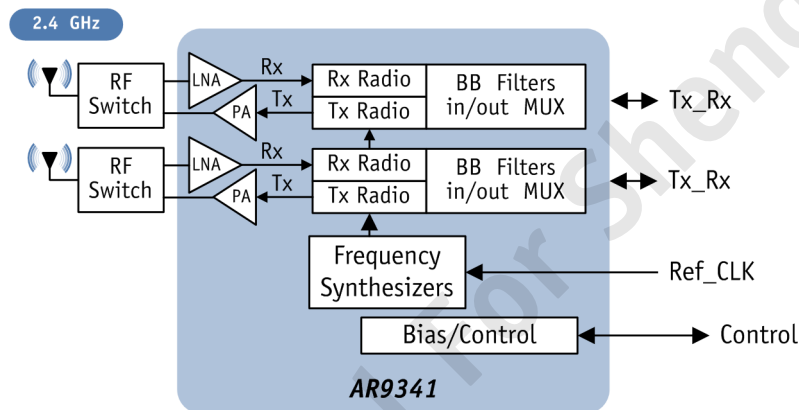 2.4 GHz
RF
Switch
LNA
PA
Rx
Tx
Rx Radio
Tx Radio
BB Filters
in/out MUX
Tx_Rx
RF
Switch
LNA
PA
Rx
Tx
Rx Radio
Tx Radio
BB Filters
in/out MUX
Tx_Rx
Frequency
Synthesizers
Ref_CLK
Bias/Control
Control
AR9341
For Shen